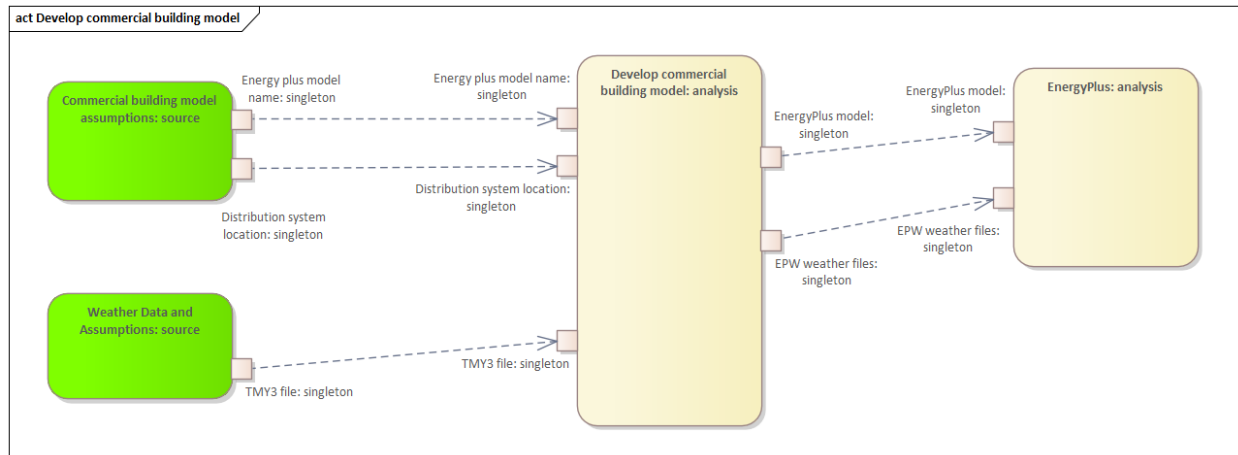 act Develop commercial building model
Commercial building model
assumptions: source
Energy plus model
name: singleton
Distribution system
location: singleton
Energy plus model name:
singleton
Distribution system location:
singleton
Weather Data and
Assumptions: source
TMY3 file: singleton
TMY3 file: singleton
Develop commercial
building model: analysis
EnergyPlus model:
singleton
EPW weather files:
singleton
EnergyPlus model:
singleton
EPW weather files:
singleton
EnergyPlus: analysis